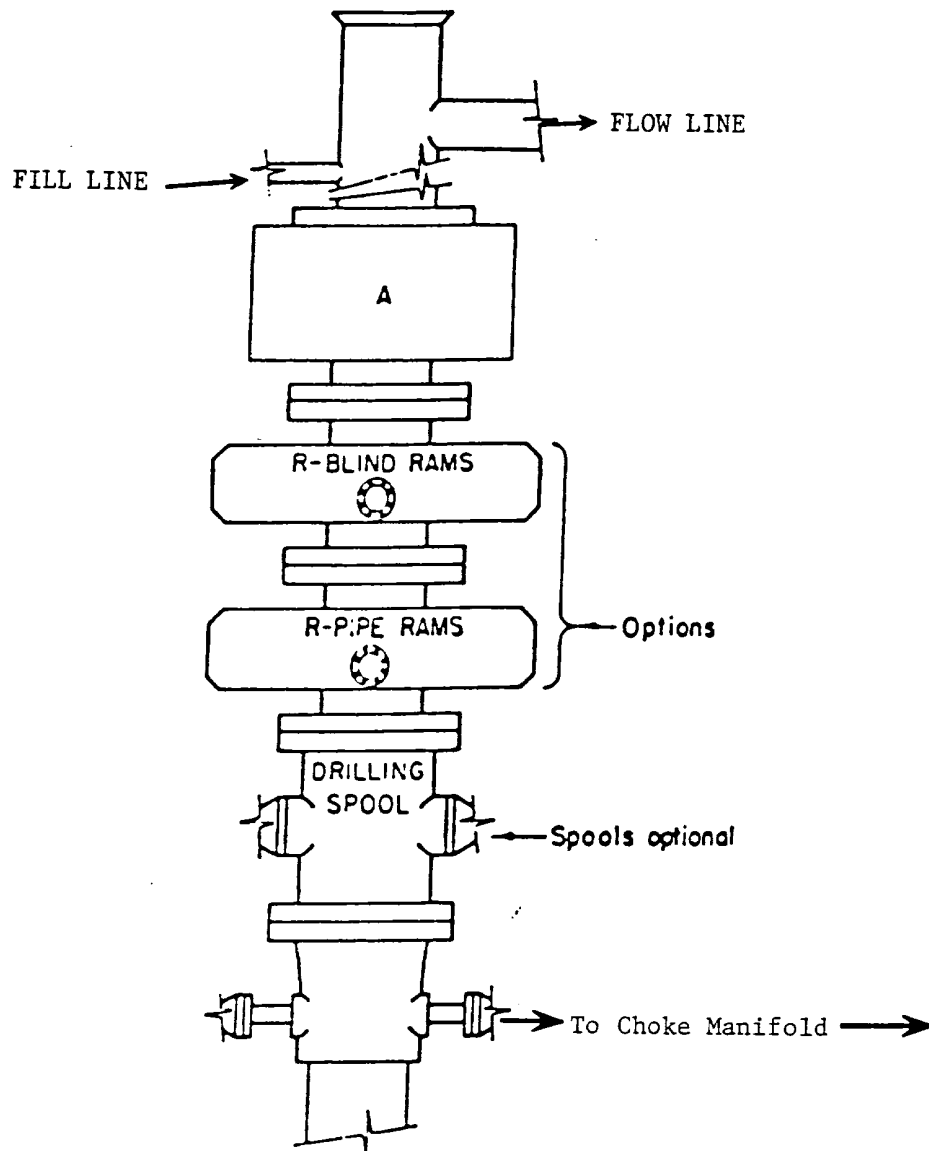 FLOW LINE
FILL LINE
A
R-BLIND RAMS
R-PIPE RAMS
Options
DRILLING
SPOOL
Spools optional
To Choke Manifold